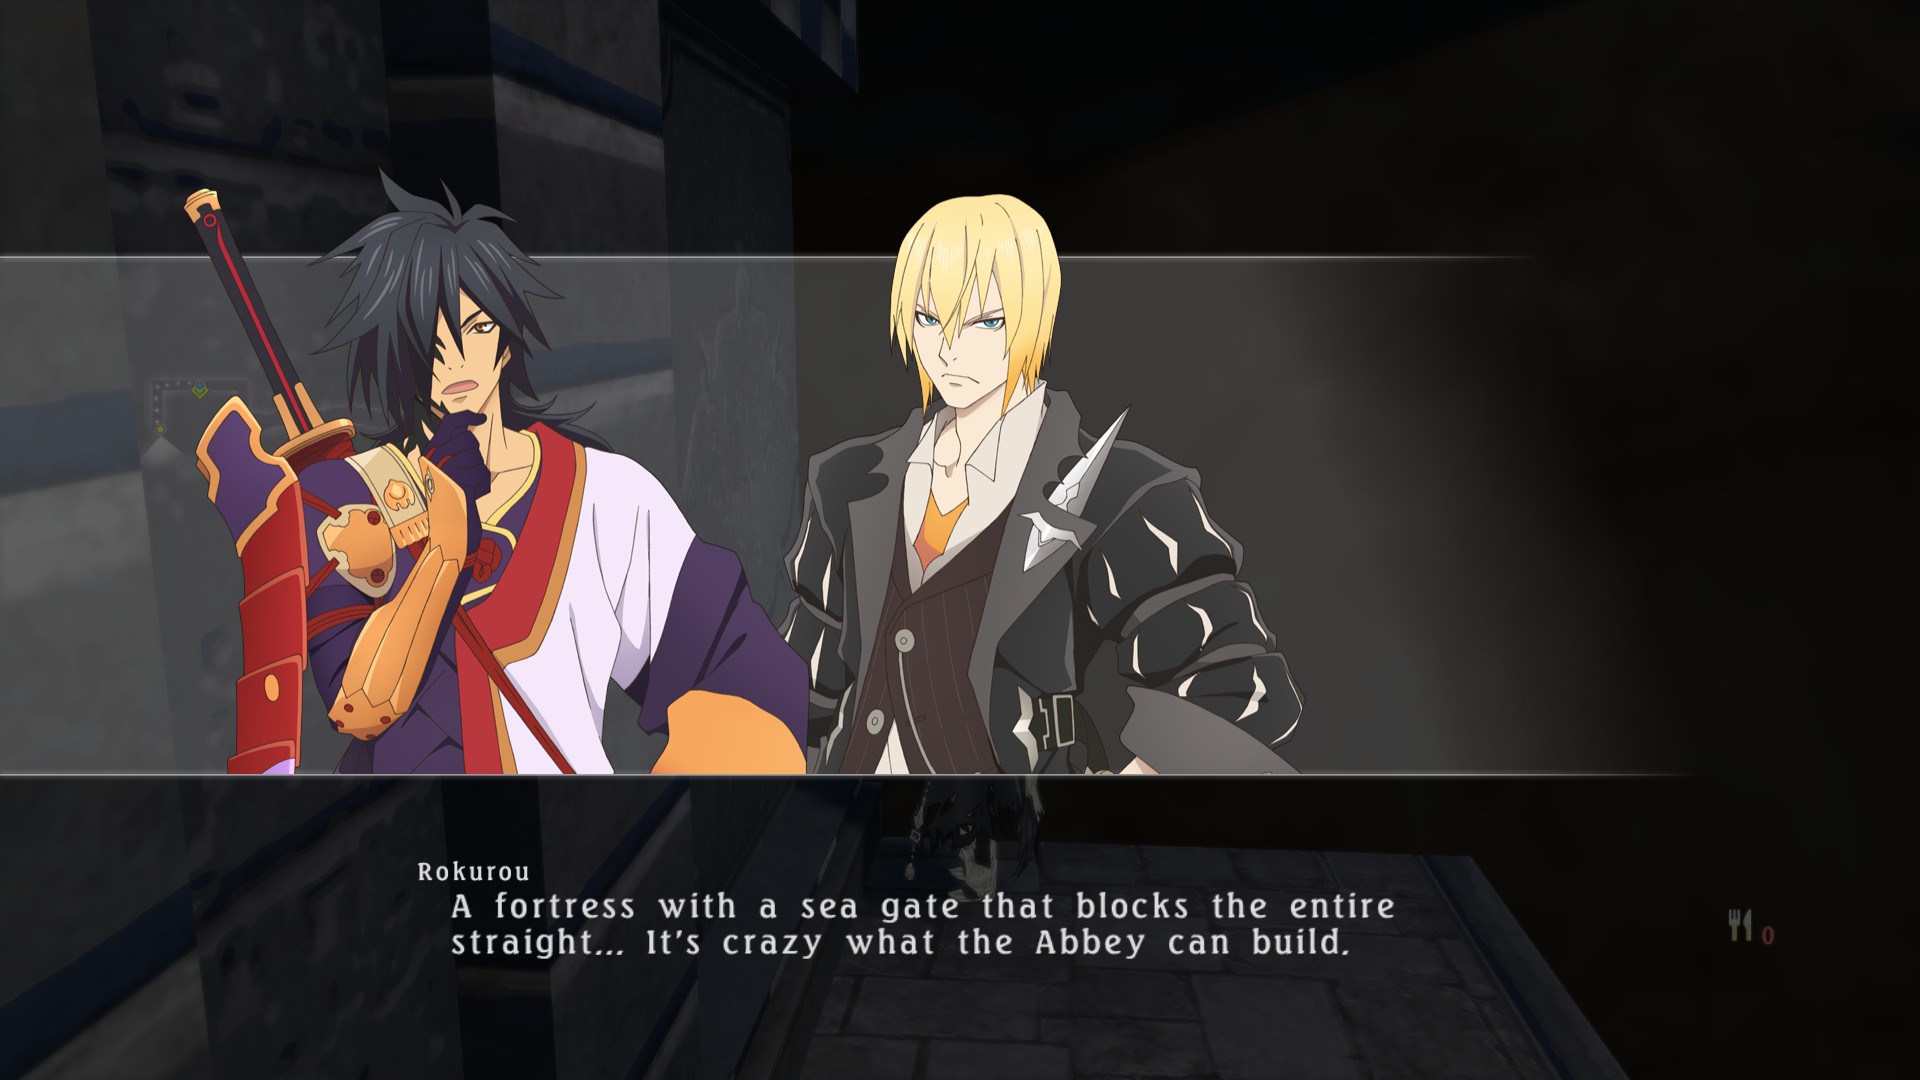 Rokurou
A fortress with a sea gate that blocks the entire
straight... It's crazy what the Abbey can build.
0